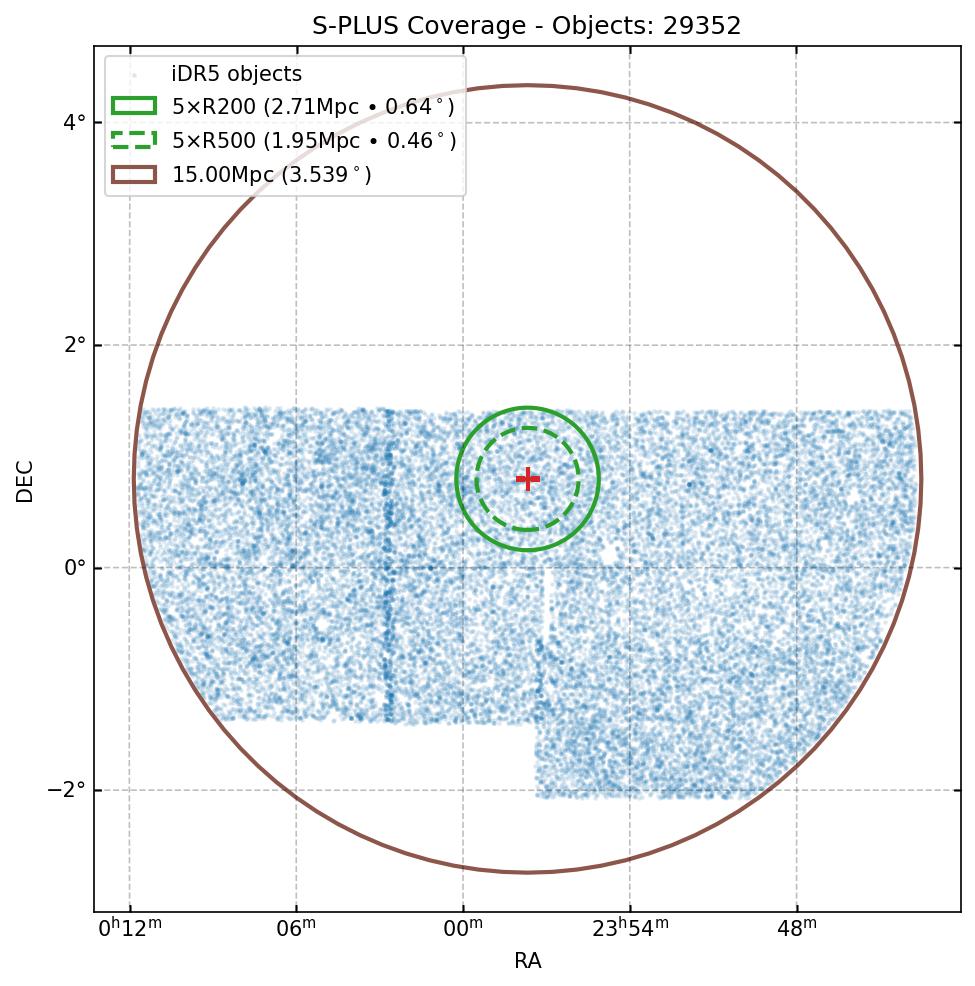 S-PLUS Coverage - Objects: 29352
iDR5 objects
5×R200 (2.71Mpc • 0.64°)
5×R500 (1.95Mpc • 0.46°)
15.00Mpc (3.539°)
4°
2°
0°
−2°
DEC
0ʰ12ᵐ
06ᵐ
00ᵐ
23ʰ54ᵐ
48ᵐ
RA